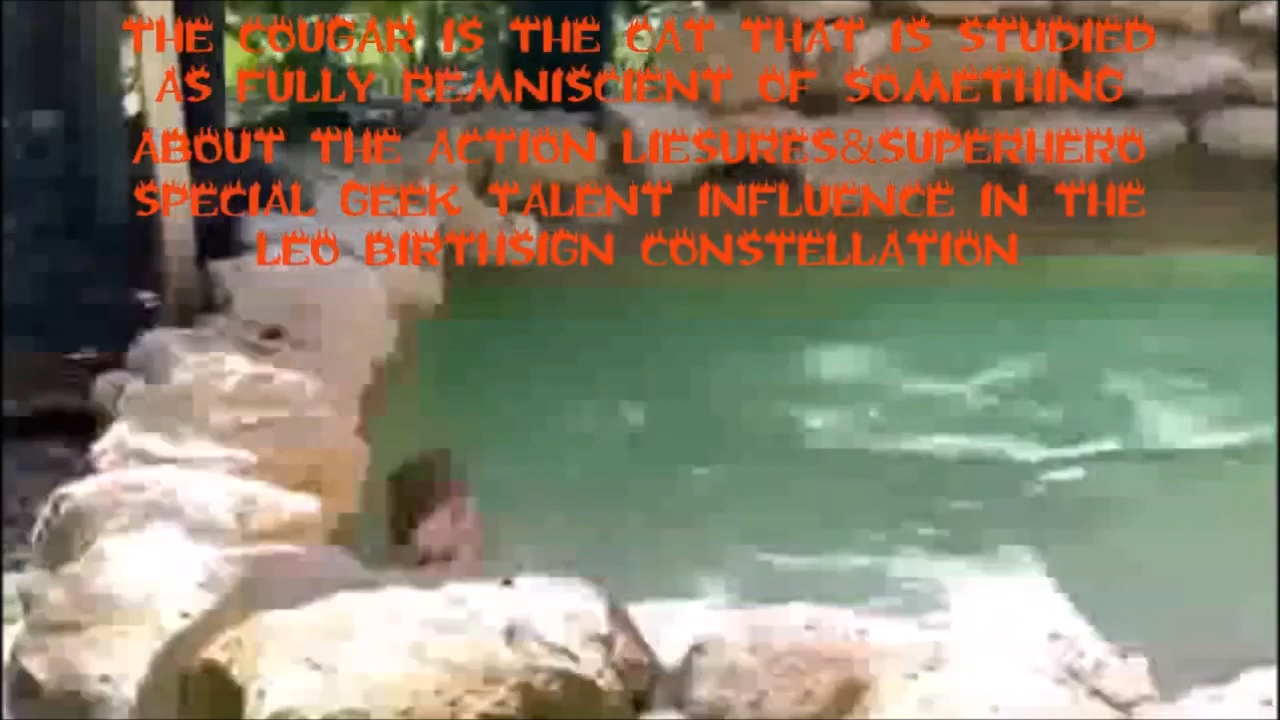 THE COUGAR IS THE CAT THAT IS STUDIED
AS FULLY REMNISCIENT OF SOMETHING
ABOUT THE ACTION LIESURES&SUPERHERO
SPECIAL GEEK TALENT INFLUENCE IN THE
LEO BIRTHSIGN CONSTELLATION